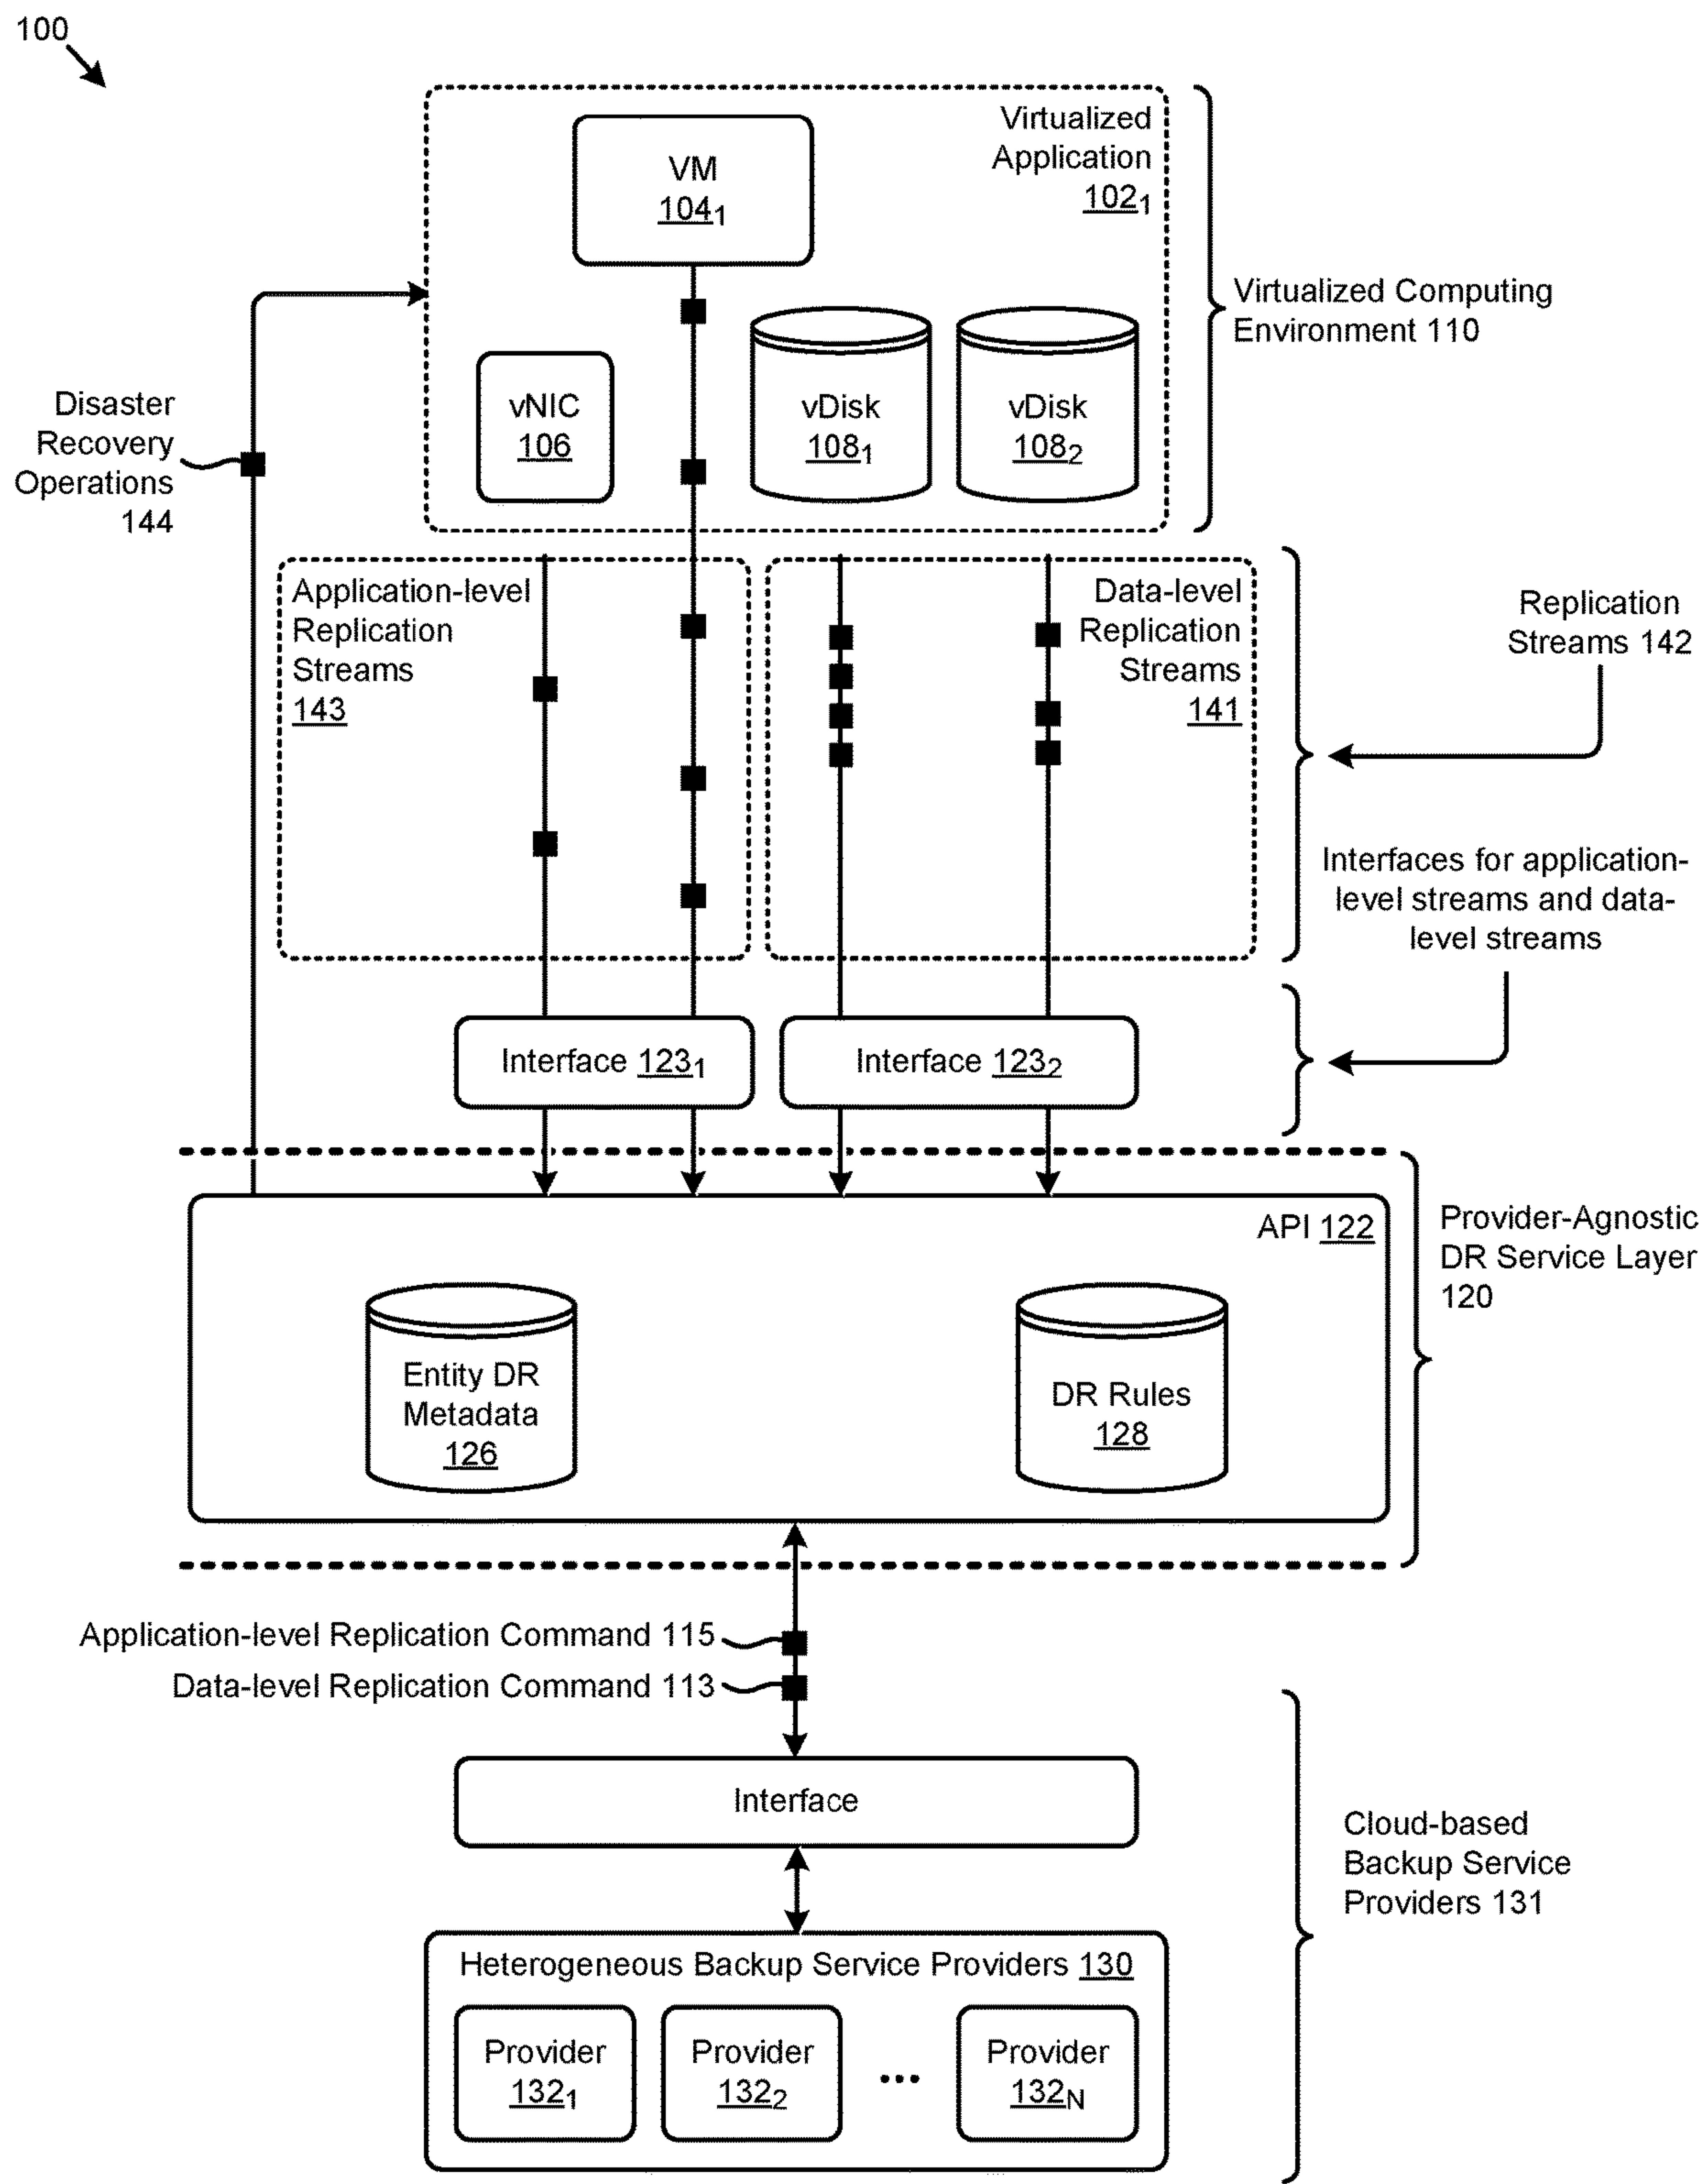 100
Virtualized
Application
102₁
VM
104₁
Virtualized Computing
Environment 110
vNIC
106
vDisk
108₁
vDisk
108₂
Disaster
Recovery
Operations
144
Application-level
Replication
Streams
143
Data-level
Replication
Streams
141
Replication
Streams 142
Interfaces for application-
level streams and data-
level streams
Interface 123₁
Interface 123₂
API 122
Provider-Agnostic
DR Service Layer
120
Entity DR
Metadata
126
DR Rules
128
Application-level Replication Command 115
Data-level Replication Command 113
Interface
Cloud-based
Backup Service
Providers 131
Heterogeneous Backup Service Providers 130
Provider
132₁
Provider
132₂
...
Provider
132N